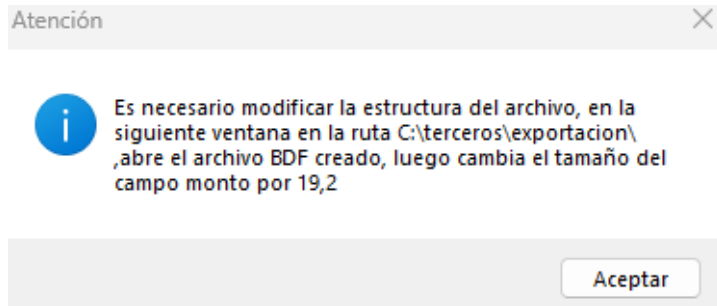 Atención
Es necesario modificar la estructura del archivo, en la
siguiente ventana en la ruta C:\terceros\exportacion\
,abre el archivo BDF creado, luego cambia el tamaño del
campo monto por 19,2
Aceptar